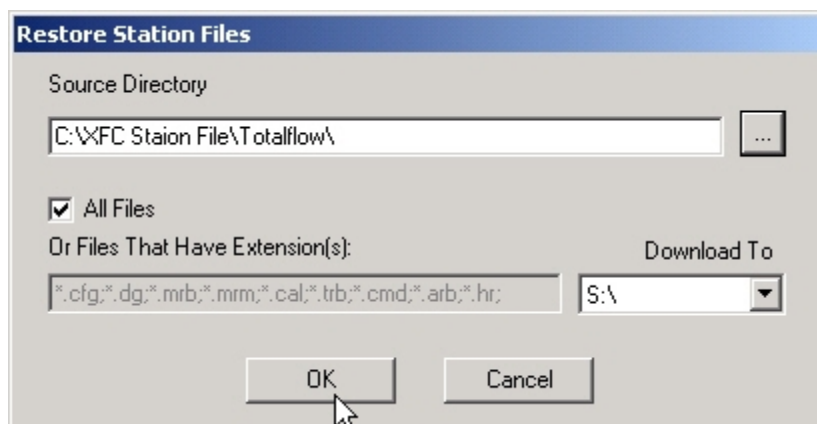 Restore Station Files
Source Directory
C:\XFC Staion File\Totalflow\
...
All Files
Or Files That Have Extension(s):
Download To
*.cfg;*.dg;*.mrb;*.mrm;*.cal;*.trb;*.cmd;*.arb;*.hr;
S:\
OK
Cancel